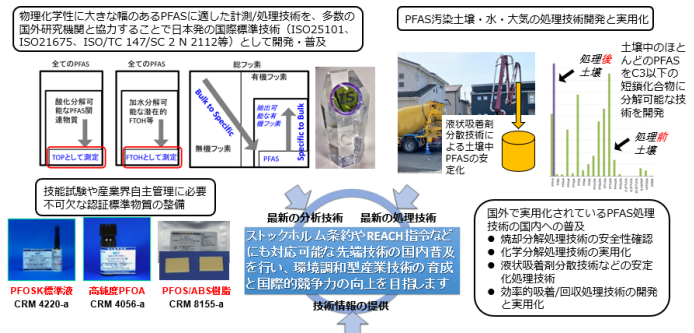 物理化学性に大きな幅のあるPFASに適した計測/処理技術を、多数の
国外研究機関と協力することで日本発の国際標準技術（ISO25101、
ISO21675、ISO/TC 147/SC 2 N 2112等）として開発・普及
全てのPFAS
酸化分解可
能なPFAS関
連物質
TOPとして測定
全てのPFAS
加水分解可
能な潜在的
FTOH等
FTOHとして測定
総フッ素
有機フッ素
Bulk to Specific
抽出可能
な有機フッ素
無機フッ素
PFAS
Specific to Bulk
技能試験や産業界自主管理に必要
不可欠な認証標準物質の整備
PFOSK標準液
CRM 4220-a
高純度PFOA
CRM 4056-a
PFOS/ABS樹脂
CRM 8155-a
PFAS汚染土壌・水・大気の処理技術開発と実用化
液状吸着剤
分散技術に
よる土壌中
PFASの安
定化
処理後
土壌
処理前
土壌
土壌中のほと
んどのPFAS
をC3以下の
短鎖化合物に
分解可能な技
術を開発
最新の分析技術
最新の処理技術
ストックホルム条約やREACH指令など
にも対応可能な先端技術の国内普及
を行い、環境調和型産業技術の育成
と国際的競争力の向上を目指します
技術情報の提供
国外で実用化されているPFAS処理
技術の国内への普及
● 焼却分解処理技術の安全性確認
● 化学分解処理技術の実用化
● 液状吸着剤分散技術などの安定
化処理技術
● 効率的吸着/回収処理技術の開発
と実用化